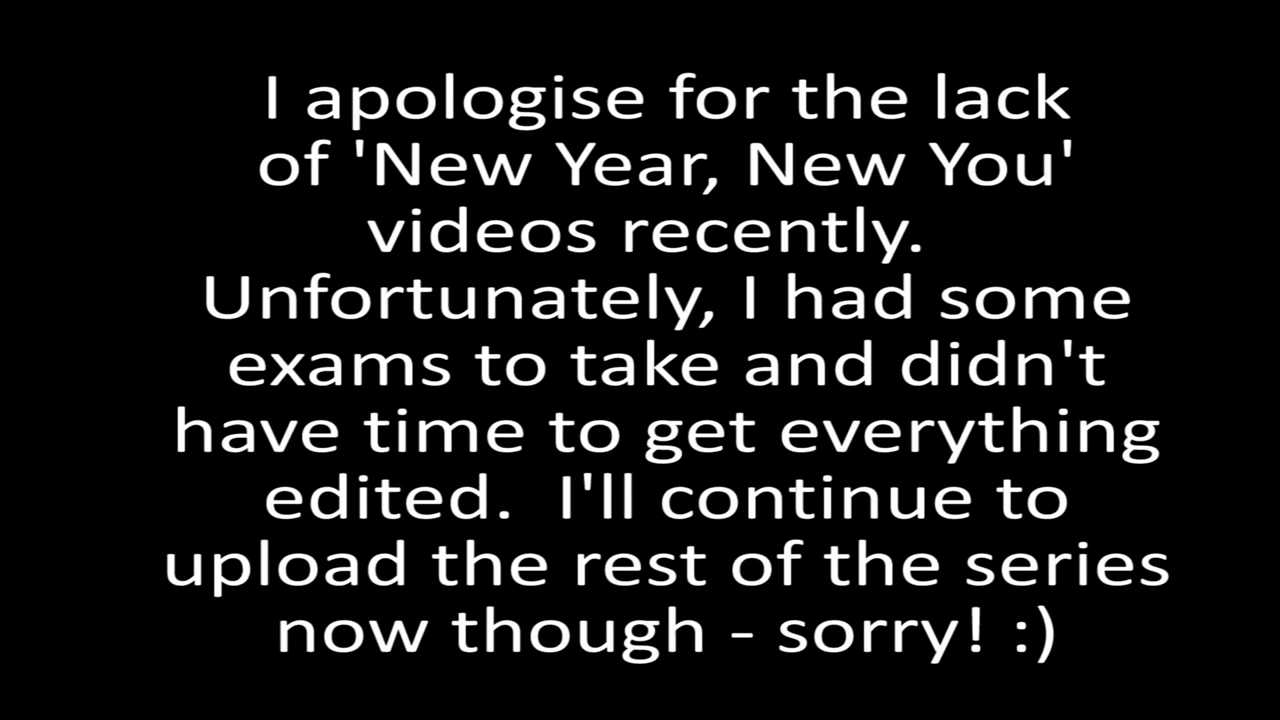 I apologise for the lack
of 'New Year, New You'
videos recently.
Unfortunately, I had some
exams to take and didn't
have time to get everything
edited.  I'll continue to
upload the rest of the series
now though - sorry! :)